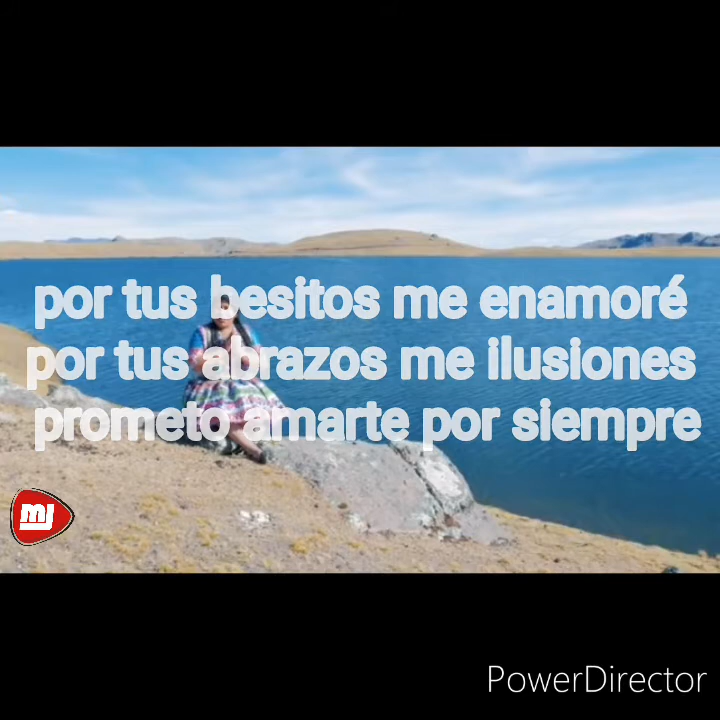 por tus besitos me enamoré
por tus abrazos me ilusiones
prometo amarte por siempre
MJ
PowerDirector